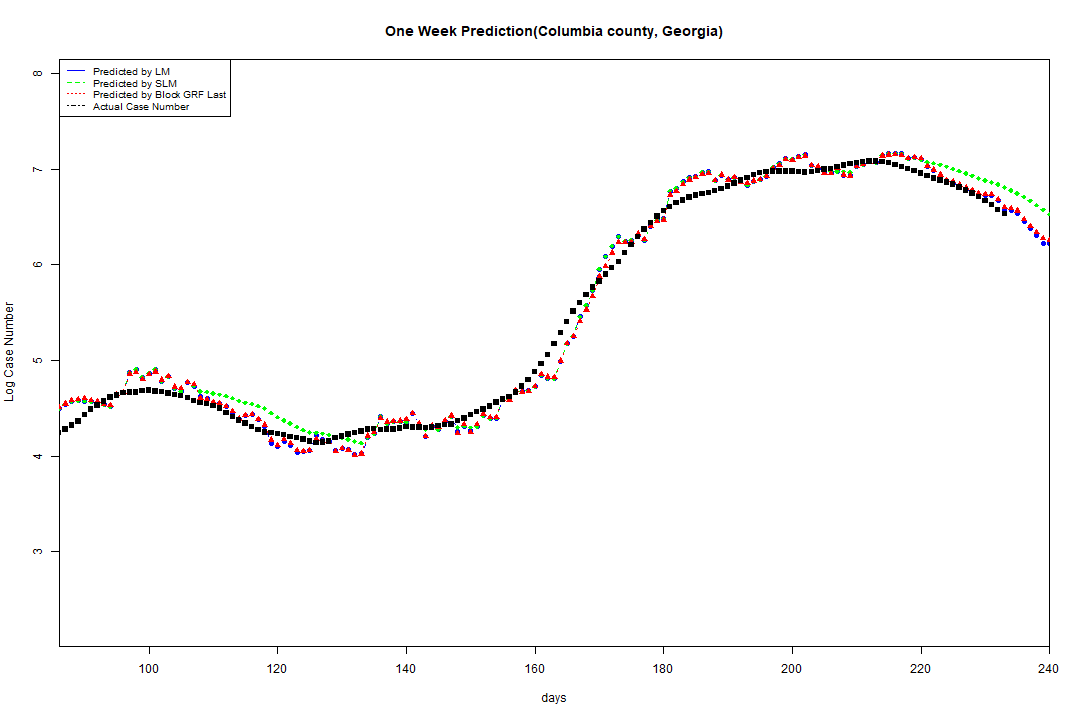 One Week Prediction(Columbia county, Georgia)
Predicted by LM
Predicted by SLM
Predicted by Block GRF Last
Actual Case Number
8
7
6
5
4
3
Log Case Number
100
120
140
160
180
200
220
240
days